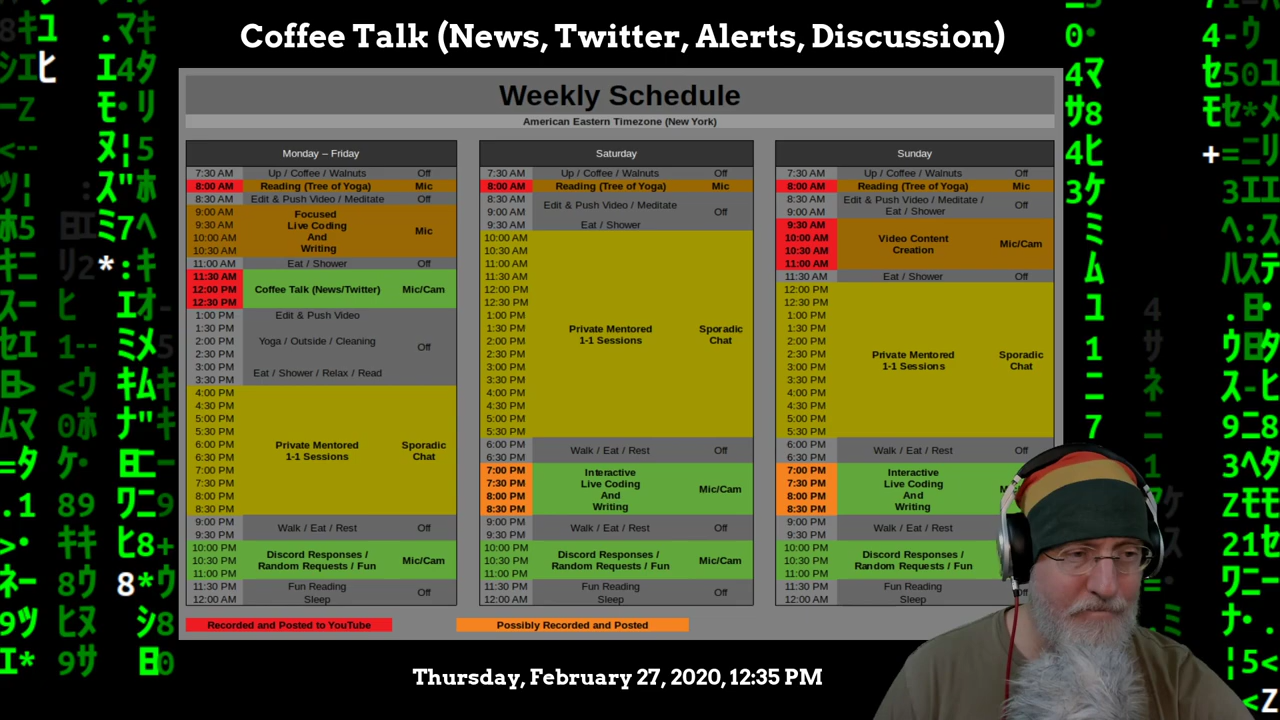 Coffee Talk (News, Twitter, Alerts, Discussion)
Weekly Schedule
American Eastern Timezone (New York)
Monday – Friday
7:30 AM Up / Coffee / Walnuts Off
8:00 AM Reading (Tree of Yoga) Mic
8:30 AM Edit & Push Video / Meditate Off
9:00 AM Focused
9:30 AM Live Coding Mic
10:00 AM And
10:30 AM Writing
11:00 AM Eat / Shower Off
11:30 AM
12:00 PM Coffee Talk (News/Twitter) Mic/Cam
12:30 PM
1:00 PM Edit & Push Video
1:30 PM
2:00 PM Yoga / Outside / Cleaning Off
2:30 PM
3:00 PM Eat / Shower / Relax / Read
3:30 PM
4:00 PM
4:30 PM
5:00 PM
5:30 PM
6:00 PM Private Mentored Sporadic
6:30 PM 1-1 Sessions Chat
7:00 PM
7:30 PM
8:00 PM
8:30 PM
9:00 PM Walk / Eat / Rest Off
9:30 PM
10:00 PM Discord Responses /
10:30 PM Random Requests / Fun Mic/Cam
11:00 PM
11:30 PM Fun Reading Off
12:00 AM Sleep
Saturday
7:30 AM Up / Coffee / Walnuts Off
8:00 AM Reading (Tree of Yoga) Mic
8:30 AM Edit & Push Video / Meditate
9:00 AM Off
9:30 AM Eat / Shower
10:00 AM
10:30 AM
11:00 AM
11:30 AM
12:00 PM
12:30 PM
1:00 PM
1:30 PM Private Mentored Sporadic
2:00 PM 1-1 Sessions Chat
2:30 PM
3:00 PM
3:30 PM
4:00 PM
4:30 PM
5:00 PM
5:30 PM
6:00 PM Walk / Eat / Rest Off
6:30 PM
7:00 PM Interactive
7:30 PM Live Coding Mic/Cam
8:00 PM And
8:30 PM Writing
9:00 PM Walk / Eat / Rest Off
9:30 PM
10:00 PM Discord Responses /
10:30 PM Random Requests / Fun Mic/Cam
11:00 PM
11:30 PM Fun Reading Off
12:00 AM Sleep
Sunday
7:30 AM Up / Coffee / Walnuts Off
8:00 AM Reading (Tree of Yoga) Mic
8:30 AM Edit & Push Video / Meditate / Off
9:00 AM Eat / Shower
9:30 AM
10:00 AM Video Content Mic/Cam
10:30 AM Creation
11:00 AM
11:30 AM Eat / Shower Off
12:00 PM
12:30 PM
1:00 PM
1:30 PM
2:00 PM
2:30 PM Private Mentored Sporadic
3:00 PM 1-1 Sessions Chat
3:30 PM
4:00 PM
4:30 PM
5:00 PM
5:30 PM
6:00 PM Walk / Eat / Rest Off
6:30 PM
7:00 PM Interactive
7:30 PM Live Coding
8:00 PM And
8:30 PM Writing
9:00 PM Walk / Eat / Rest
9:30 PM
10:00 PM Discord Responses /
10:30 PM Random Requests / Fun
11:00 PM
11:30 PM Fun Reading
12:00 AM Sleep
Recorded and Posted to YouTube
Possibly Recorded and Posted
Thursday, February 27, 2020, 12:35 PM